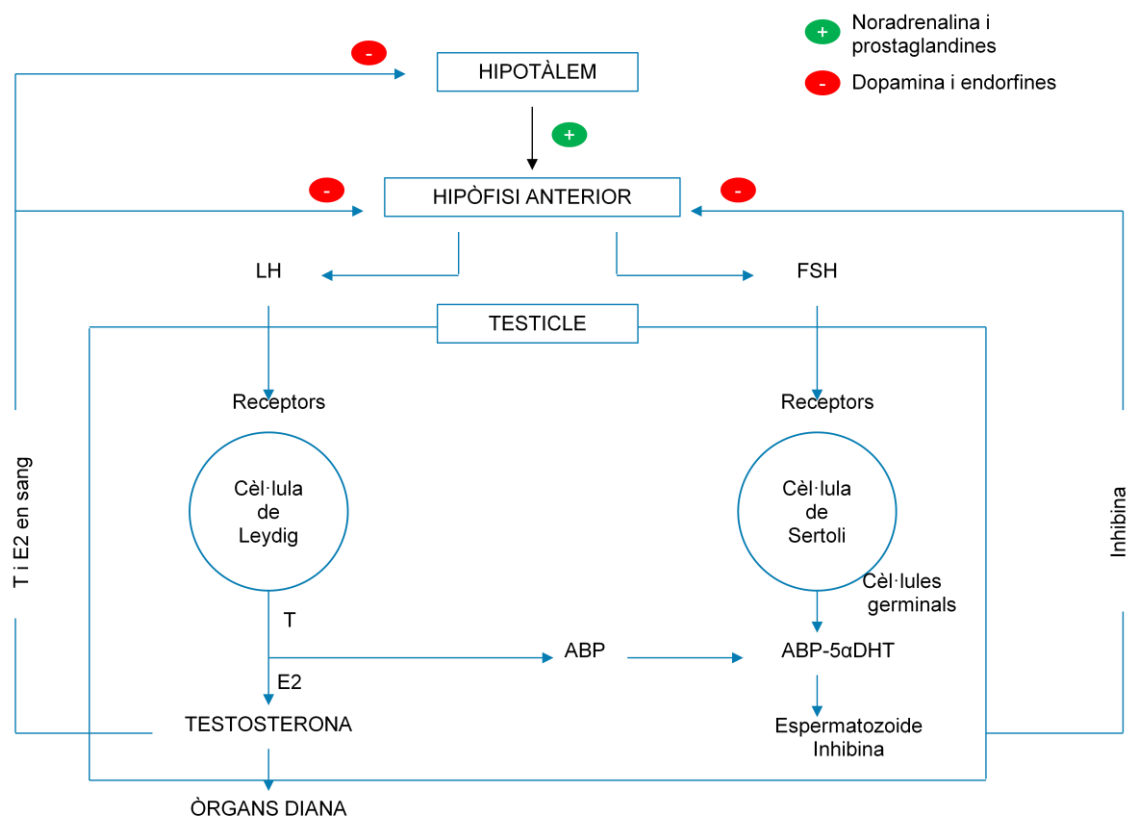 +
Noradrenalina i
prostaglandines
-
Dopamina i endorfines
-
HIPOTÀLEM
+
-
HIPÒFISI ANTERIOR
-
LH
FSH
TESTICLE
Receptors
Receptors
Cèl·lula
de
Leydig
Cèl·lula
de
Sertoli
T i E2 en sang
Inhibina
Cèl·lules
germinals
T
ABP
ABP-5αDHT
E2
TESTOSTERONA
Espermatozoide
Inhibina
ÒRGANS DIANA